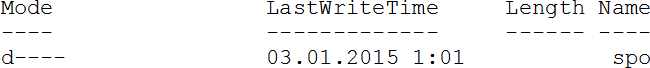 Mode LastWriteTime Length Name
---- ------------- ------ ----
d---- 03.01.2015 1:01 spo